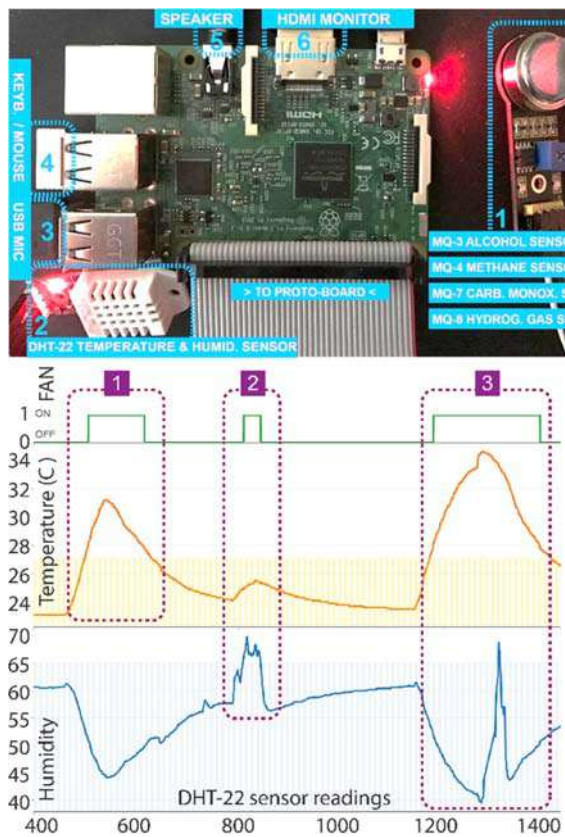 SPEAKER
HDMI MONITOR
5
6
KEYB. / MOUSE
4
HDMI
1
USB MIC
3
MQ-3 ALCOHOL SENSO
MQ-4 METHANE SENSO
> TO PROTO-BOARD <
MQ-7 CARB. MONOX. S
2
MQ-8 HYDROG. GAS S
DHT-22 TEMPERATURE & HUMID. SENSOR
FAN
1
2
3
1 ON
0 OFF
Temperature (C)
34
32
30
28
26
24
Humidity
70
65
60
55
50
45
40
DHT-22 sensor readings
400
600
800
1000
1200
1400